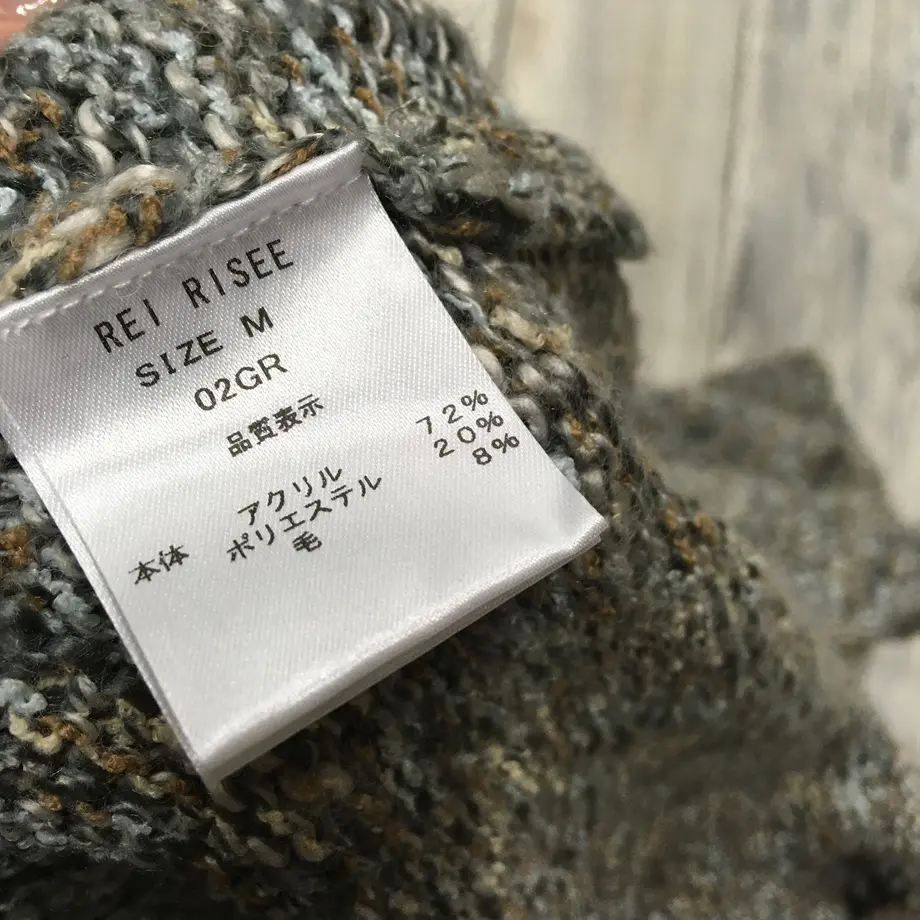 REI RISEE
SIZE M
02GR
品質表示
本体 アクリル 72%
ポリエステル 20%
毛 8%